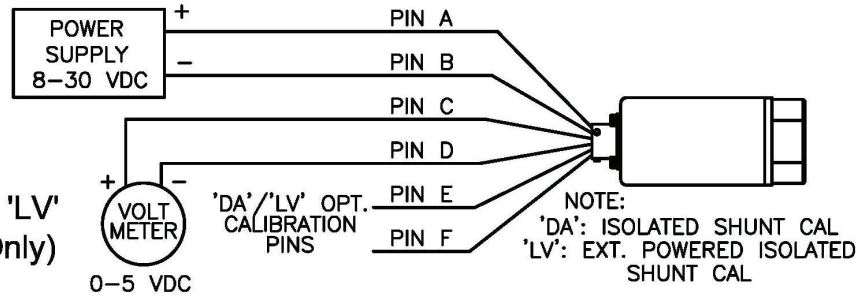 POWER
SUPPLY
8-30 VDC
+
-
PIN A
PIN B
PIN C
PIN D
PIN E
PIN F
+
-
VOLT
METER
0-5 VDC
'LV'
only)
'DA'/'LV' OPT.
CALIBRATION
PINS
NOTE:
'DA': ISOLATED SHUNT CAL
'LV': EXT. POWERED ISOLATED
SHUNT CAL